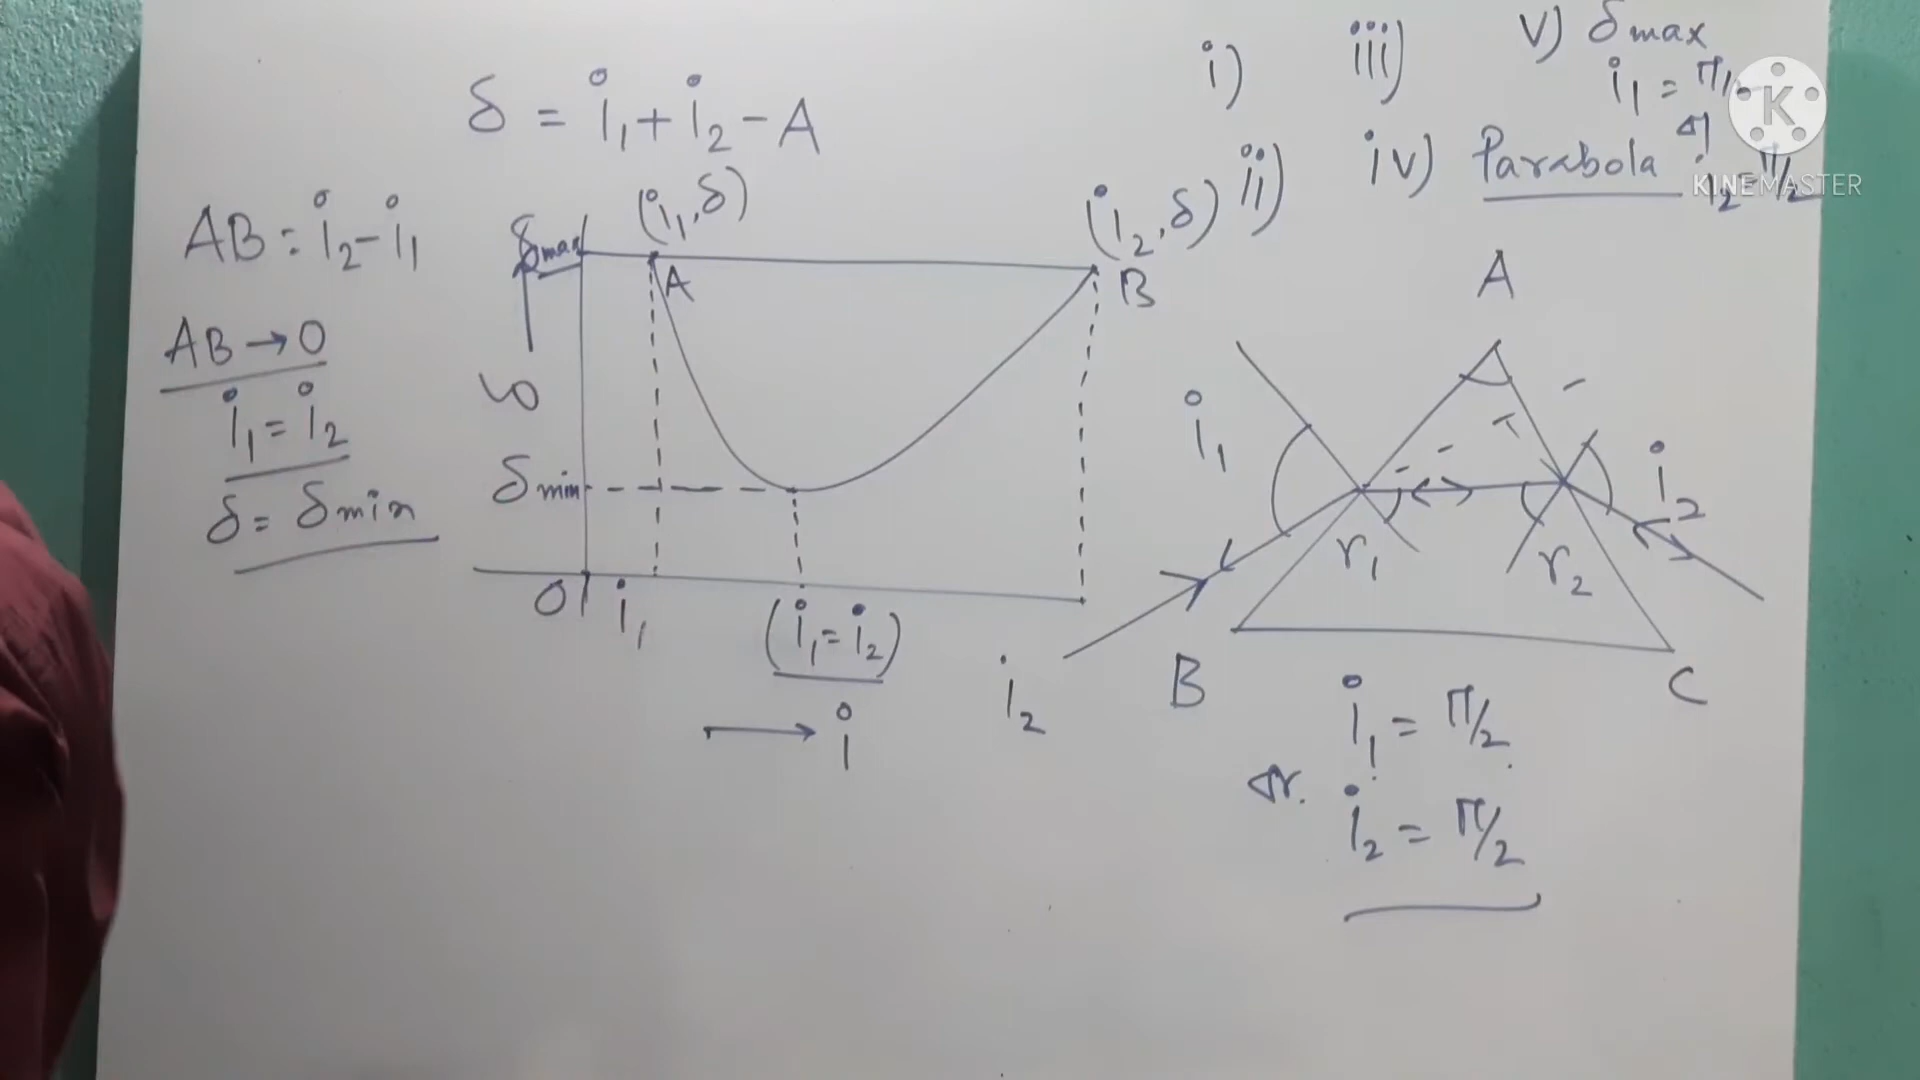 δ = i₁ + i₂ - A
i)
iii)
v) δmax
i₁ = π/2
iv) Parabola
ii)
K
KINEMASTER
AB = i₂ - i₁
AB → 0
i₁ = i₂
δ = δmin
(i₁, δ)
(i₂, δ)
δmax
A
B
δ
δmin
O
i₁
(i₁ = i₂)
i₂
→ i
A
i₁
i₂
r₁
r₂
B
C
i₁ = π/2
or
i₂ = π/2